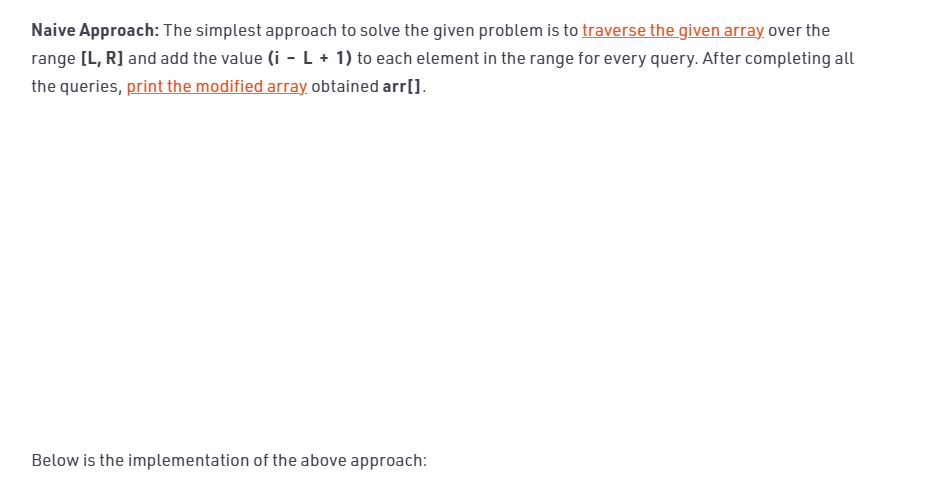 Naive Approach: The simplest approach to solve the given problem is to traverse the given array over the
range [L, R] and add the value (i - L + 1) to each element in the range for every query. After completing all
the queries, print the modified array obtained arr[].
Below is the implementation of the above approach: